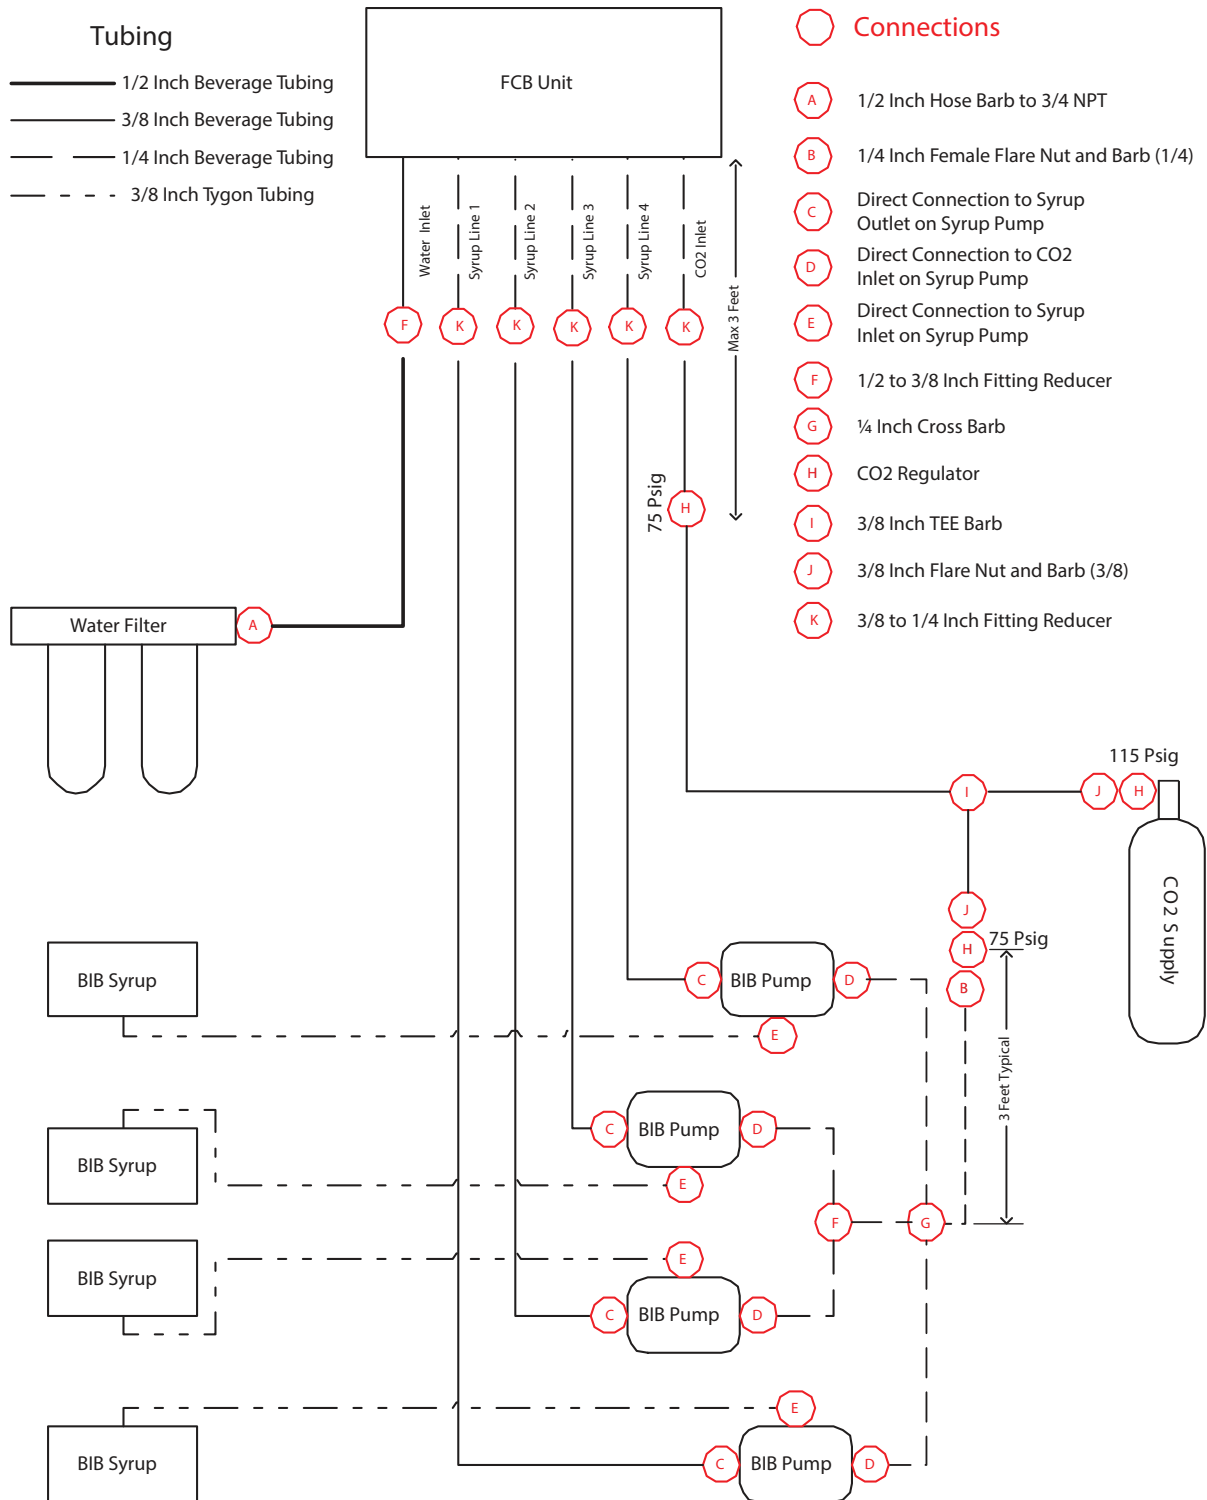 Tubing
1/2 Inch Beverage Tubing
3/8 Inch Beverage Tubing
1/4 Inch Beverage Tubing
3/8 Inch Tygon Tubing
FCB Unit
Connections
A 1/2 Inch Hose Barb to 3/4 NPT
B 1/4 Inch Female Flare Nut and Barb (1/4)
C Direct Connection to Syrup
Outlet on Syrup Pump
D Direct Connection to CO2
Inlet on Syrup Pump
E Direct Connection to Syrup
Inlet on Syrup Pump
F 1/2 to 3/8 Inch Fitting Reducer
G ¼ Inch Cross Barb
H CO2 Regulator
I 3/8 Inch TEE Barb
J 3/8 Inch Flare Nut and Barb (3/8)
K 3/8 to 1/4 Inch Fitting Reducer
Water Inlet
Syrup Line 1
Syrup Line 2
Syrup Line 3
Syrup Line 4
CO2 Inlet
Max 3 Feet
F K K K K K
75 Psig
H
Water Filter
A
115 Psig
I J H
CO2 Supply
J
H 75 Psig
B
3 Feet Typical
BIB Syrup
C BIB Pump D
E
BIB Syrup
C BIB Pump D
E
F G
BIB Syrup
E
C BIB Pump D
E
BIB Syrup
C BIB Pump D